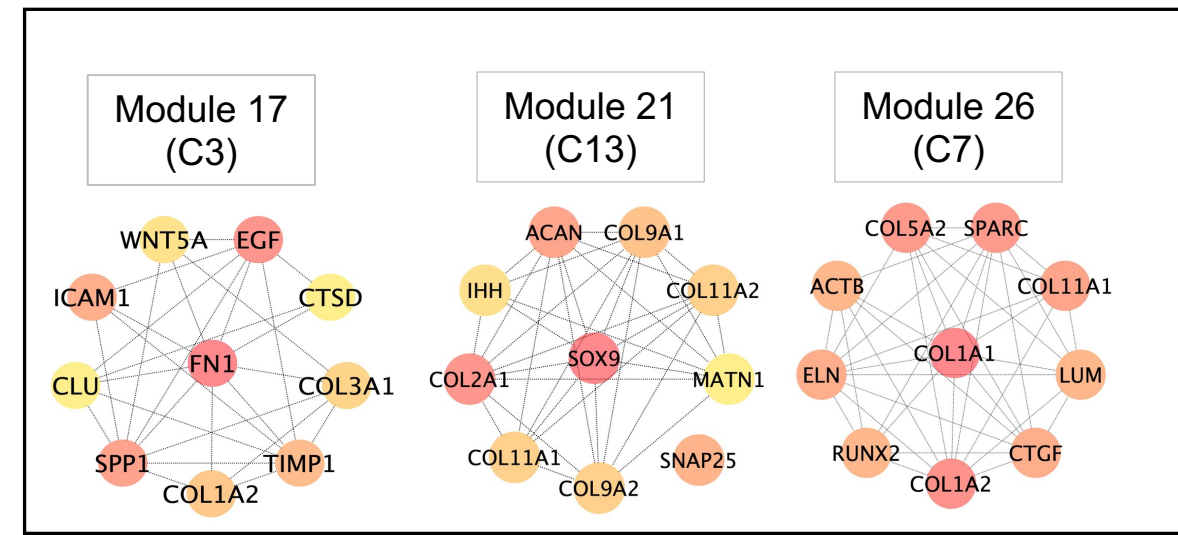 Module 17
(C3)
Module 21
(C13)
Module 26
(C7)
WNT5A
EGF
ICAM1
CTSD
FN1
CLU
COL3A1
SPP1
TIMP1
COL1A2
ACAN
COL9A1
IHH
COL11A2
SOX9
COL2A1
MATN1
COL11A1
SNAP25
COL9A2
COL5A2
SPARC
ACTB
COL11A1
COL1A1
ELN
LUM
RUNX2
CTGF
COL1A2